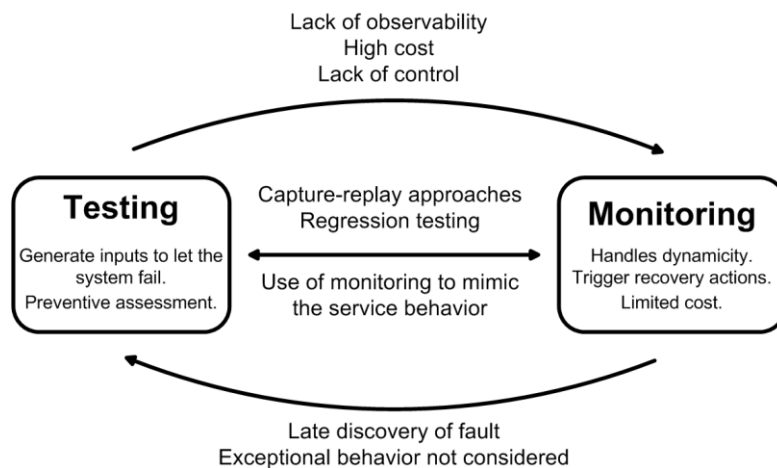 Lack of observability
High cost
Lack of control
Testing
Generate inputs to let the
system fail.
Preventive assessment.
Capture-replay approaches
Regression testing
Use of monitoring to mimic
the service behavior
Monitoring
Handles dynamicity.
Trigger recovery actions.
Limited cost.
Late discovery of fault
Exceptional behavior not considered